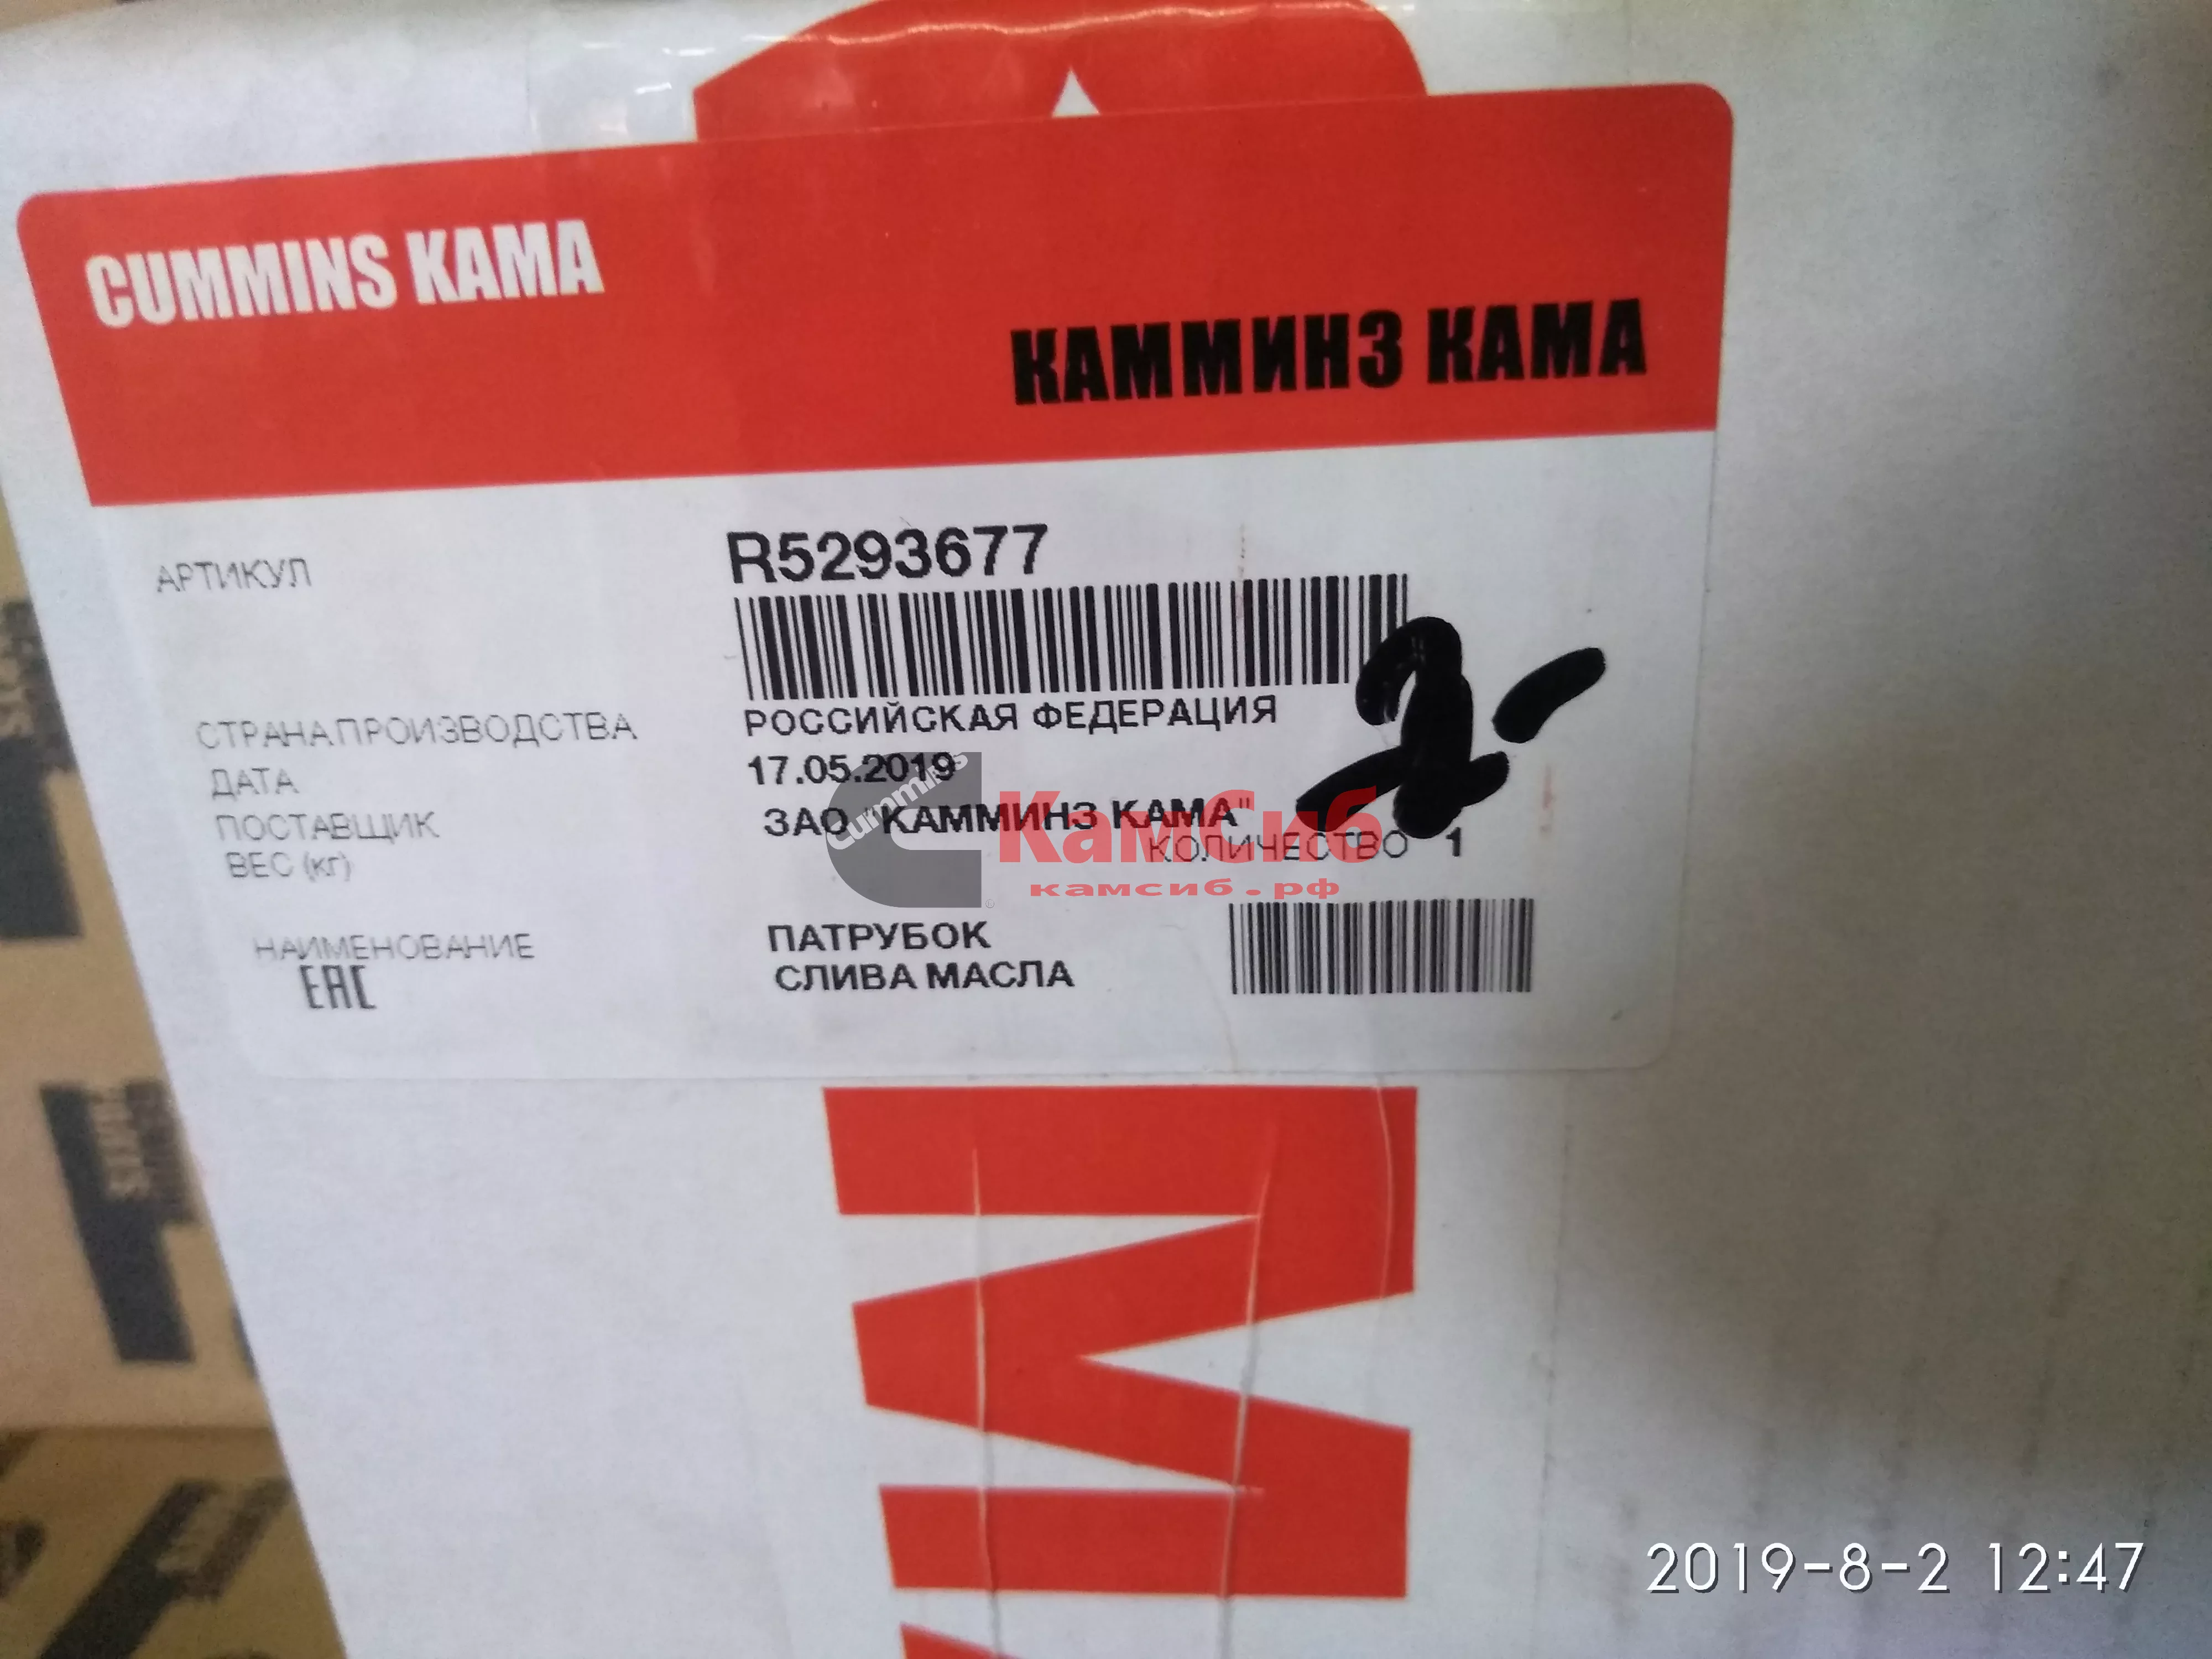 CUMMINS KAMA
КАММИНЗ КАМА
АРТИКУЛ R5293677
СТРАНА ПРОИЗВОДСТВА РОССИЙСКАЯ ФЕДЕРАЦИЯ
ДАТА 17.05.2019
ПОСТАВЩИК ЗАО "КАММИНЗ КАМА"
ВЕС (кг) КОЛИЧЕСТВО 1
НАИМЕНОВАНИЕ ПАТРУБОК
СЛИВА МАСЛА
EAC
2-
Cummins
КамСиб
камсиб.рф
2019-8-2 12:47